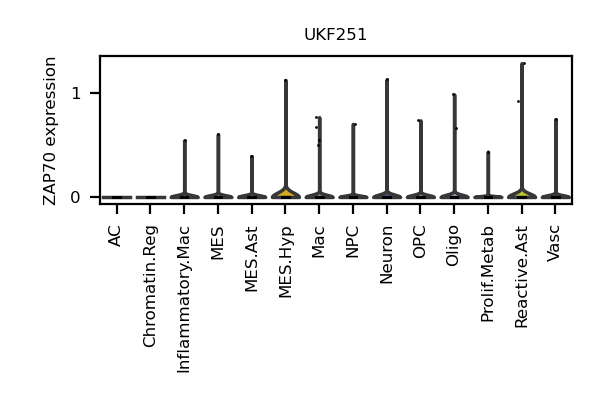 UKF251
ZAP70 expression
1
0
AC
Chromatin.Reg
Inflammatory.Mac
MES
MES.Ast
MES.Hyp
Mac
NPC
Neuron
OPC
Oligo
Prolif.Metab
Reactive.Ast
Vasc